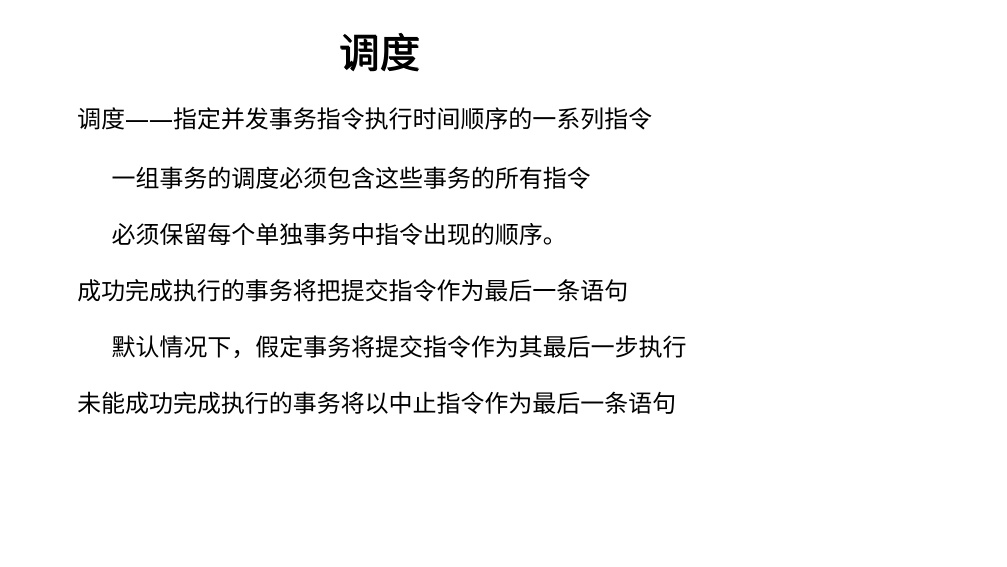 调度
调度——指定并发事务指令执行时间顺序的一系列指令
一组事务的调度必须包含这些事务的所有指令
必须保留每个单独事务中指令出现的顺序。
成功完成执行的事务将把提交指令作为最后一条语句
默认情况下，假定事务将提交指令作为其最后一步执行
未能成功完成执行的事务将以中止指令作为最后一条语句